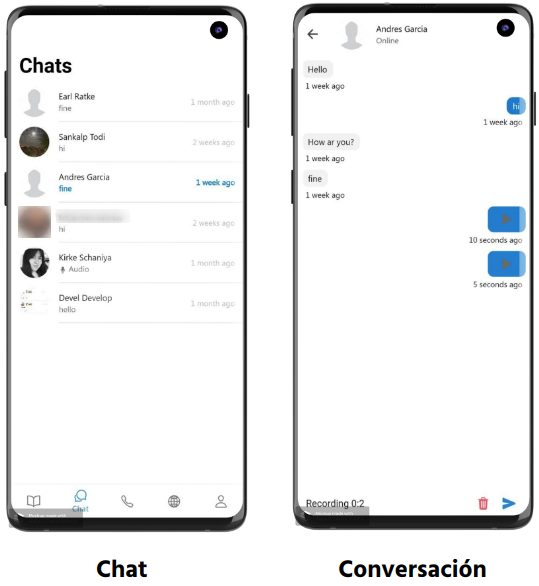 Chats
Earl Ratke
fine
1 month ago
Sankalp Todi
hi
2 weeks ago
Andres Garcia
fine
1 week ago
hi
2 weeks ago
Kirke Schaniya
Audio
1 month ago
Devel Develop
hello
1 month ago
Chat
Chat
Andres Garcia
Online
Hello
1 week ago
hi
1 week ago
How ar you?
1 week ago
fine
1 week ago
10 seconds ago
5 seconds ago
Recording 0:2
Conversación